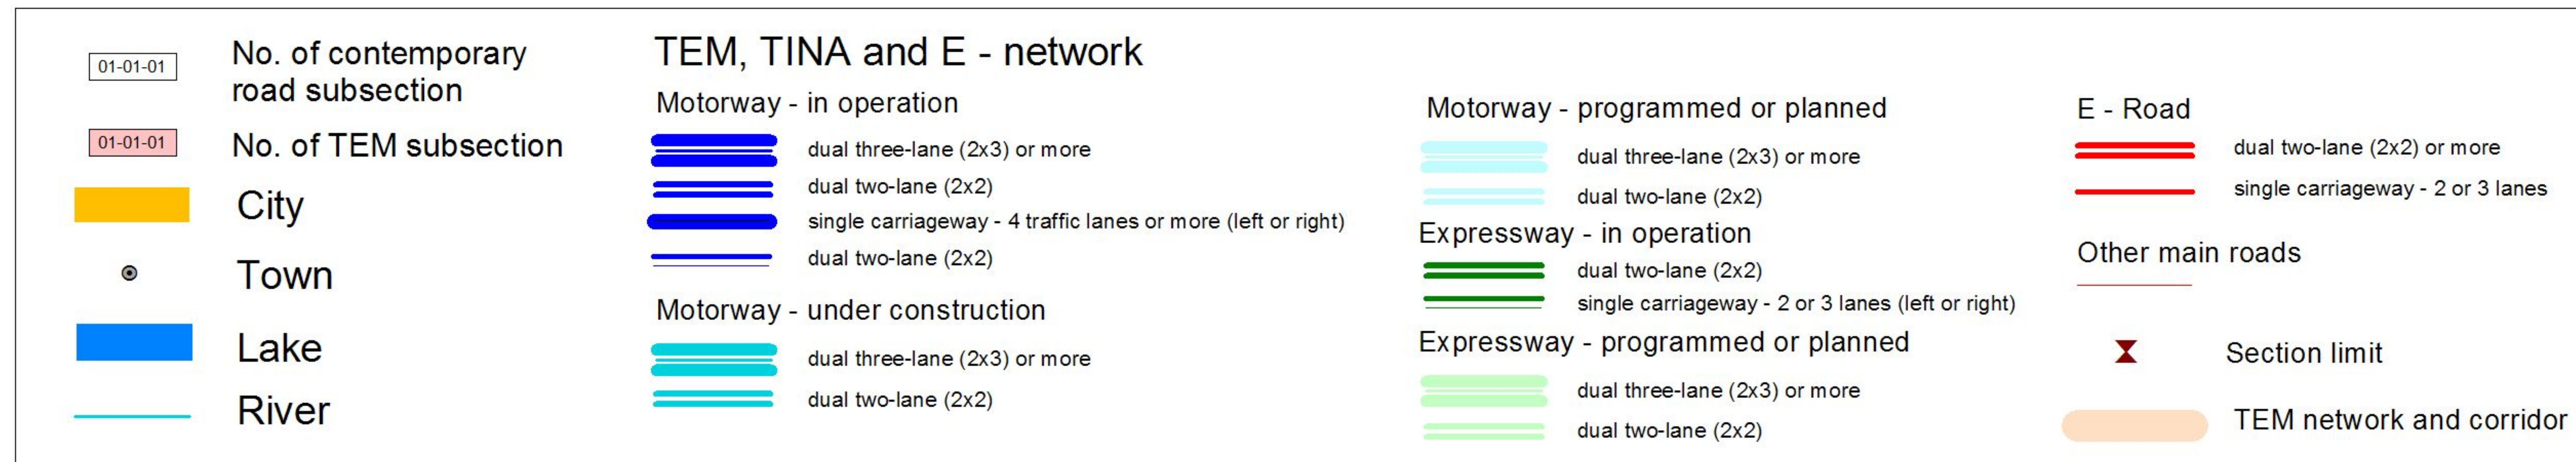 01-01-01
No. of contemporary
road subsection
01-01-01
No. of TEM subsection
City
Town
Lake
River
TEM, TINA and E - network
Motorway - in operation
dual three-lane (2x3) or more
dual two-lane (2x2)
single carriageway - 4 traffic lanes or more (left or right)
dual two-lane (2x2)
Motorway - under construction
dual three-lane (2x3) or more
dual two-lane (2x2)
Motorway - programmed or planned
dual three-lane (2x3) or more
dual two-lane (2x2)
Expressway - in operation
dual two-lane (2x2)
single carriageway - 2 or 3 lanes (left or right)
Expressway - programmed or planned
dual three-lane (2x3) or more
dual two-lane (2x2)
E - Road
dual two-lane (2x2) or more
single carriageway - 2 or 3 lanes
Other main roads
Section limit
TEM network and corridor